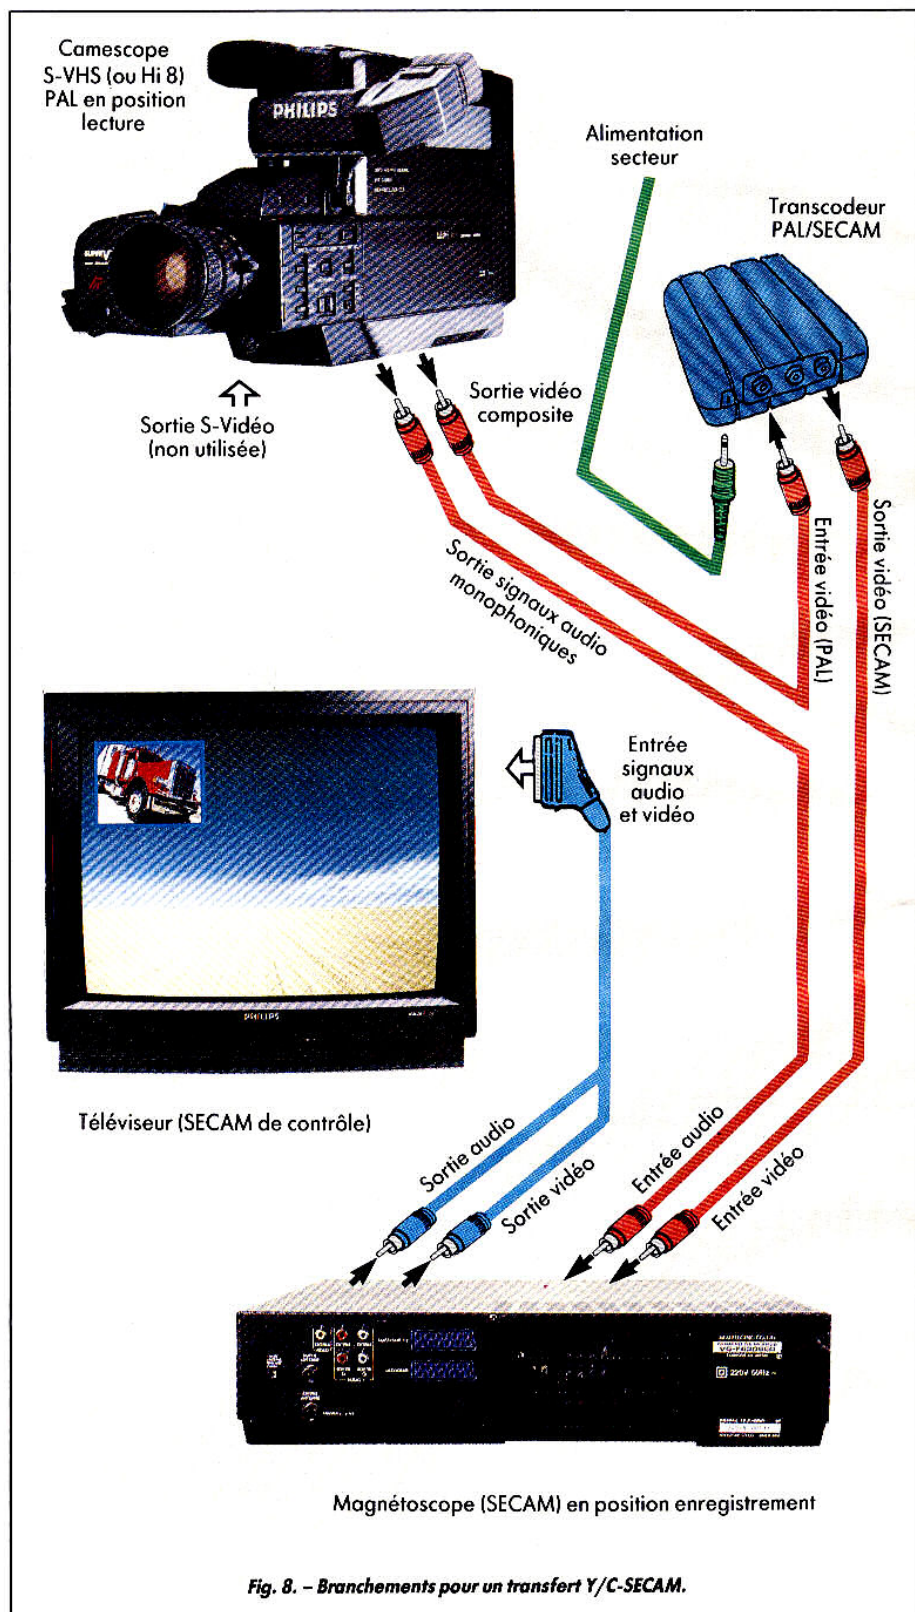 Camescope
S-VHS (ou Hi 8)
PAL en position
lecture
PHILIPS
Alimentation
secteur
Transcodeur
PAL/SECAM
Sortie S-Vidéo
(non utilisée)
Sortie vidéo
composite
Sortie signaux audio
monophoniques
Entrée vidéo (PAL)
Sortie vidéo (SECAM)
Entrée
signaux
audio
et vidéo
PHILIPS
Téléviseur (SECAM de contrôle)
Sortie audio
Sortie vidéo
Entrée audio
Entrée vidéo
220V 50Hz ~
Magnétoscope (SECAM) en position enregistrement
Fig. 8. – Branchements pour un transfert Y/C-SECAM.